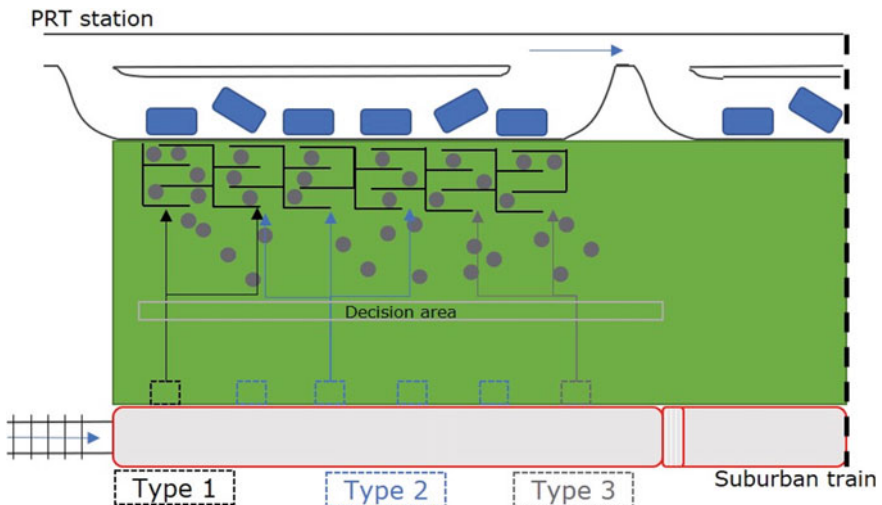 PRT station
Decision area
Type 1
Type 2
Type 3
Suburban train